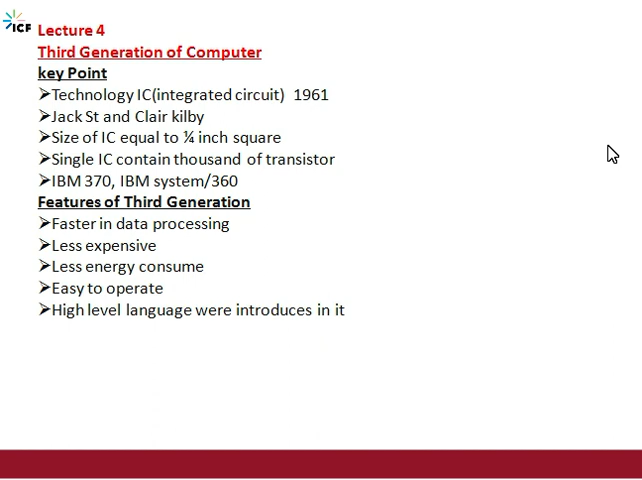 ICF
Lecture 4
Third Generation of Computer
key Point
➤Technology IC(integrated circuit)  1961
➤Jack St and Clair kilby
➤Size of IC equal to ¼ inch square
➤Single IC contain thousand of transistor
➤IBM 370, IBM system/360
Features of Third Generation
➤Faster in data processing
➤Less expensive
➤Less energy consume
➤Easy to operate
➤High level language were introduces in it